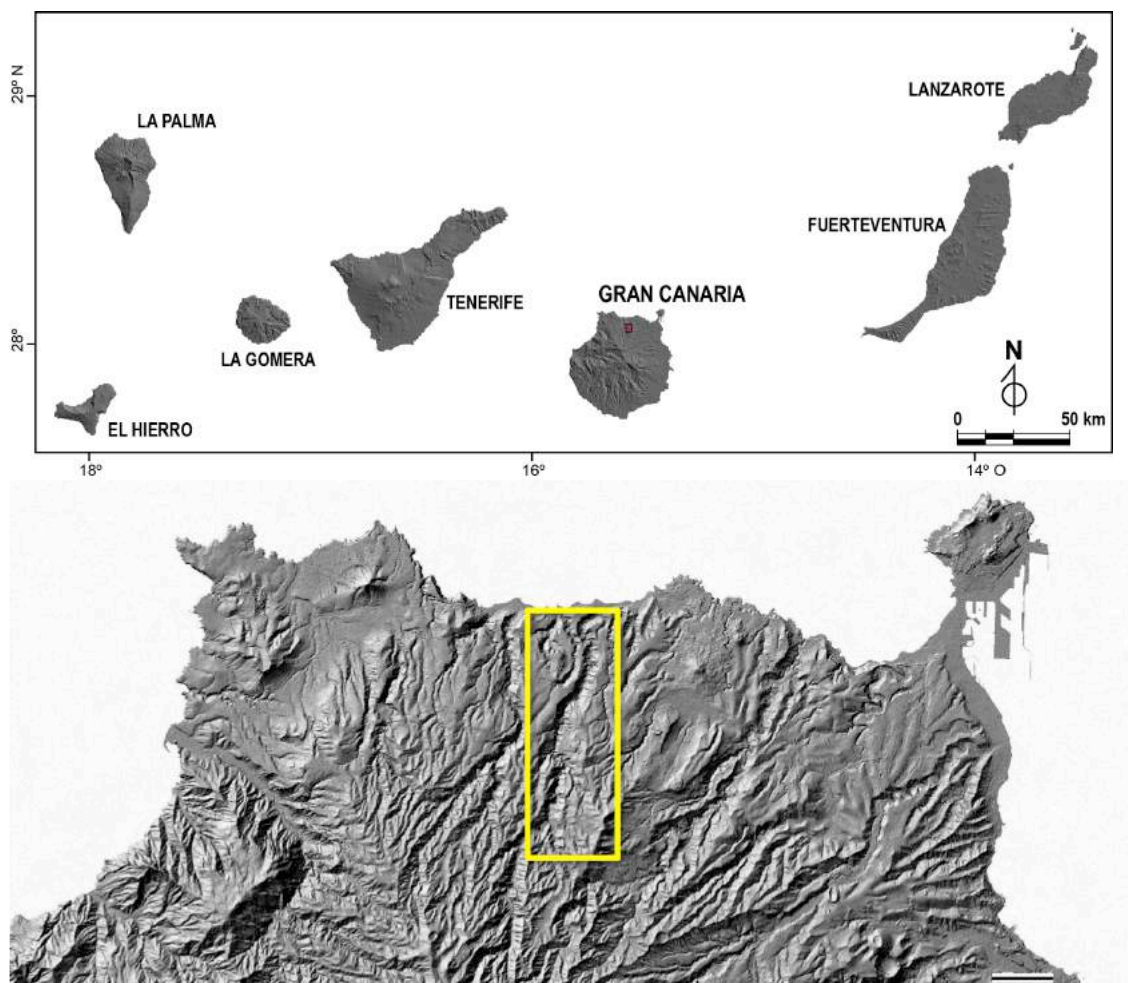 29º N
LANZAROTE
LA PALMA
FUERTEVENTURA
GRAN CANARIA
TENERIFE
28º
LA GOMERA
N
0 50 km
EL HIERRO
18º 16º 14º O